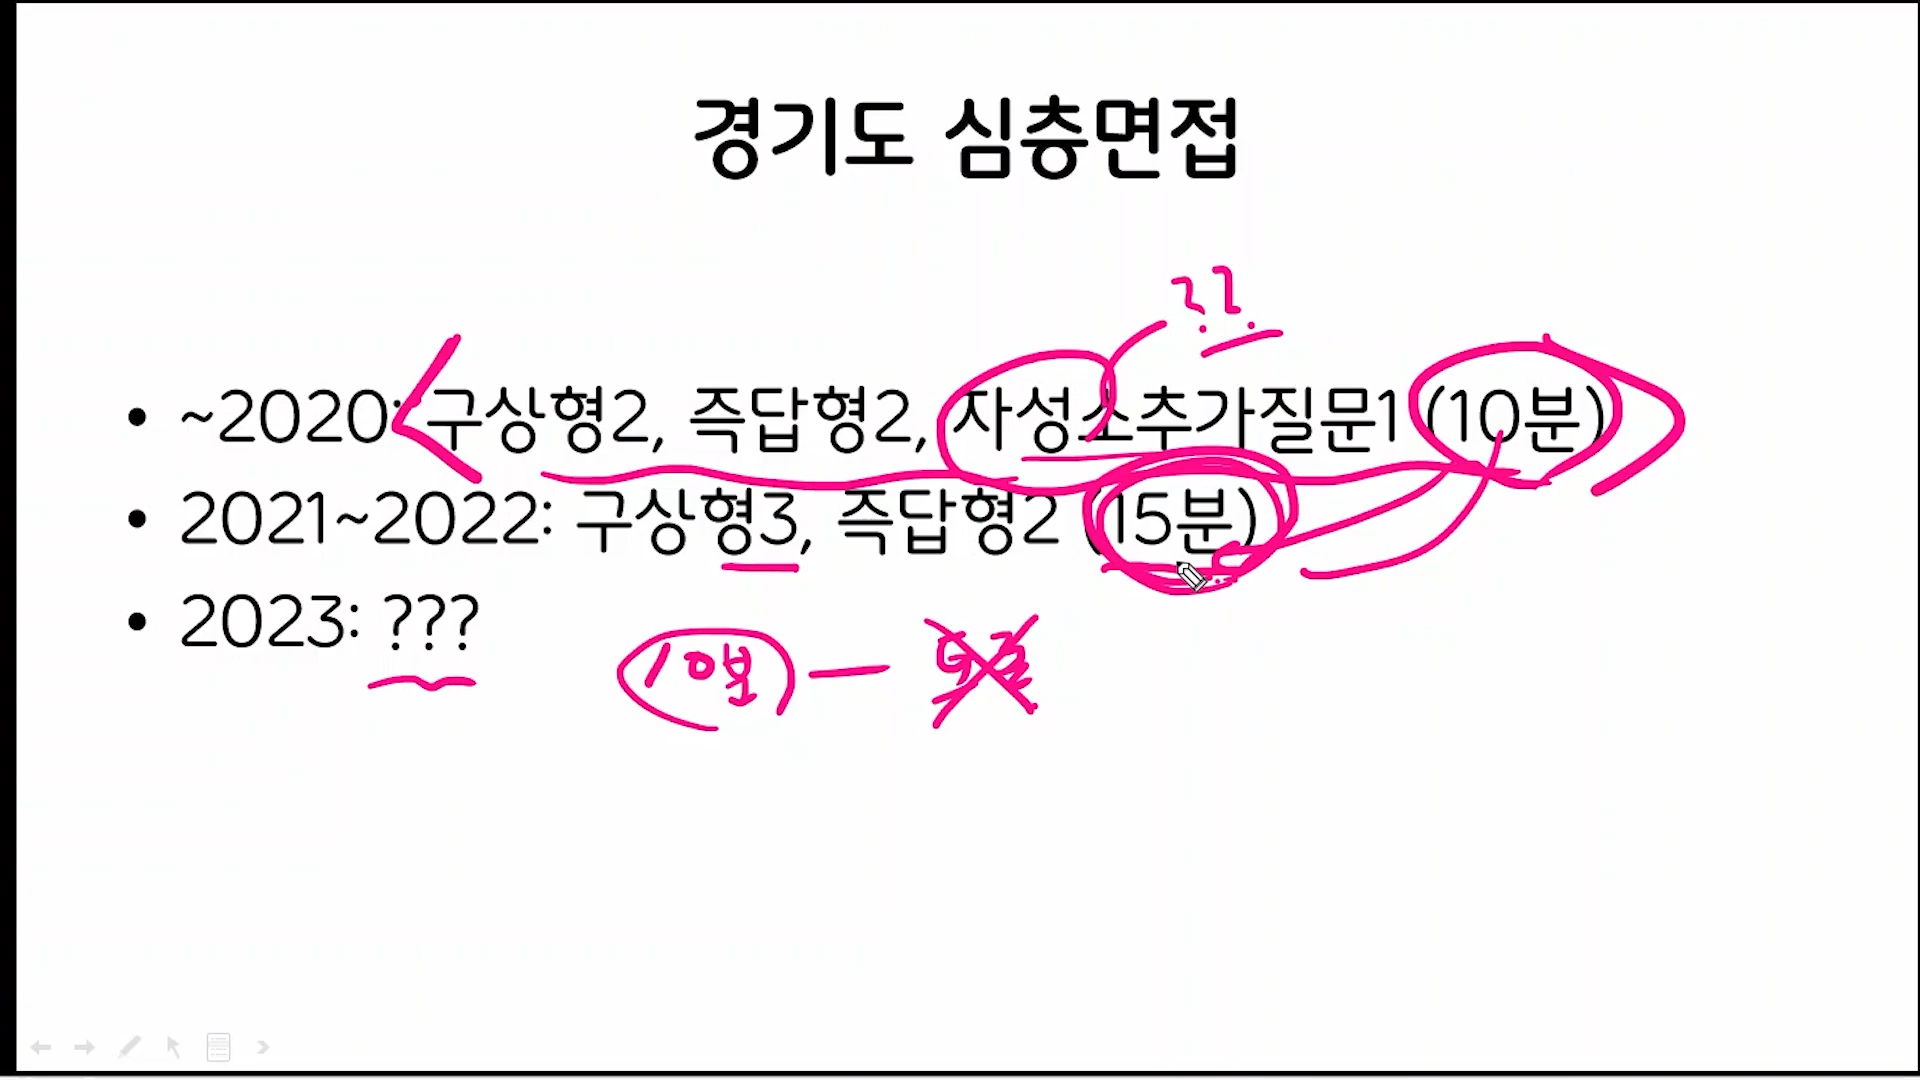 경기도 심층면접
??
• ~2020: 구상형2, 즉답형2, 자성소추가질문1 (10분)
• 2021~2022: 구상형3, 즉답형2 (15분)
• 2023: ???
10분 —